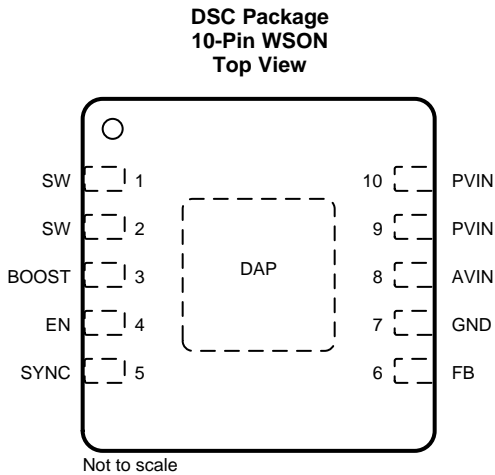 DSC Package
10-Pin WSON
Top View
SW 1 10 PVIN
SW 2 9 PVIN
BOOST 3 DAP 8 AVIN
EN 4 7 GND
SYNC 5 6 FB
Not to scale